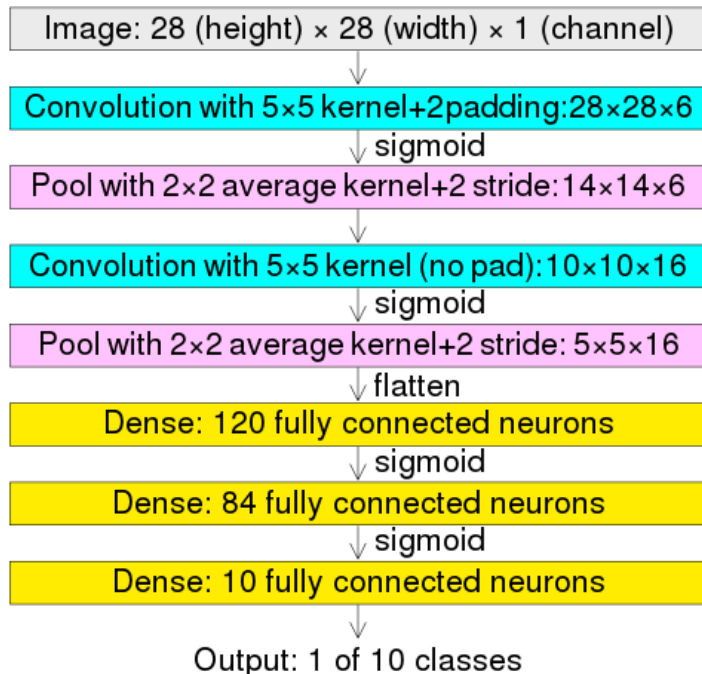 Image: 28 (height) × 28 (width) × 1 (channel)
Convolution with 5×5 kernel+2padding:28×28×6
sigmoid
Pool with 2×2 average kernel+2 stride:14×14×6
Convolution with 5×5 kernel (no pad):10×10×16
sigmoid
Pool with 2×2 average kernel+2 stride: 5×5×16
flatten
Dense: 120 fully connected neurons
sigmoid
Dense: 84 fully connected neurons
sigmoid
Dense: 10 fully connected neurons
Output: 1 of 10 classes